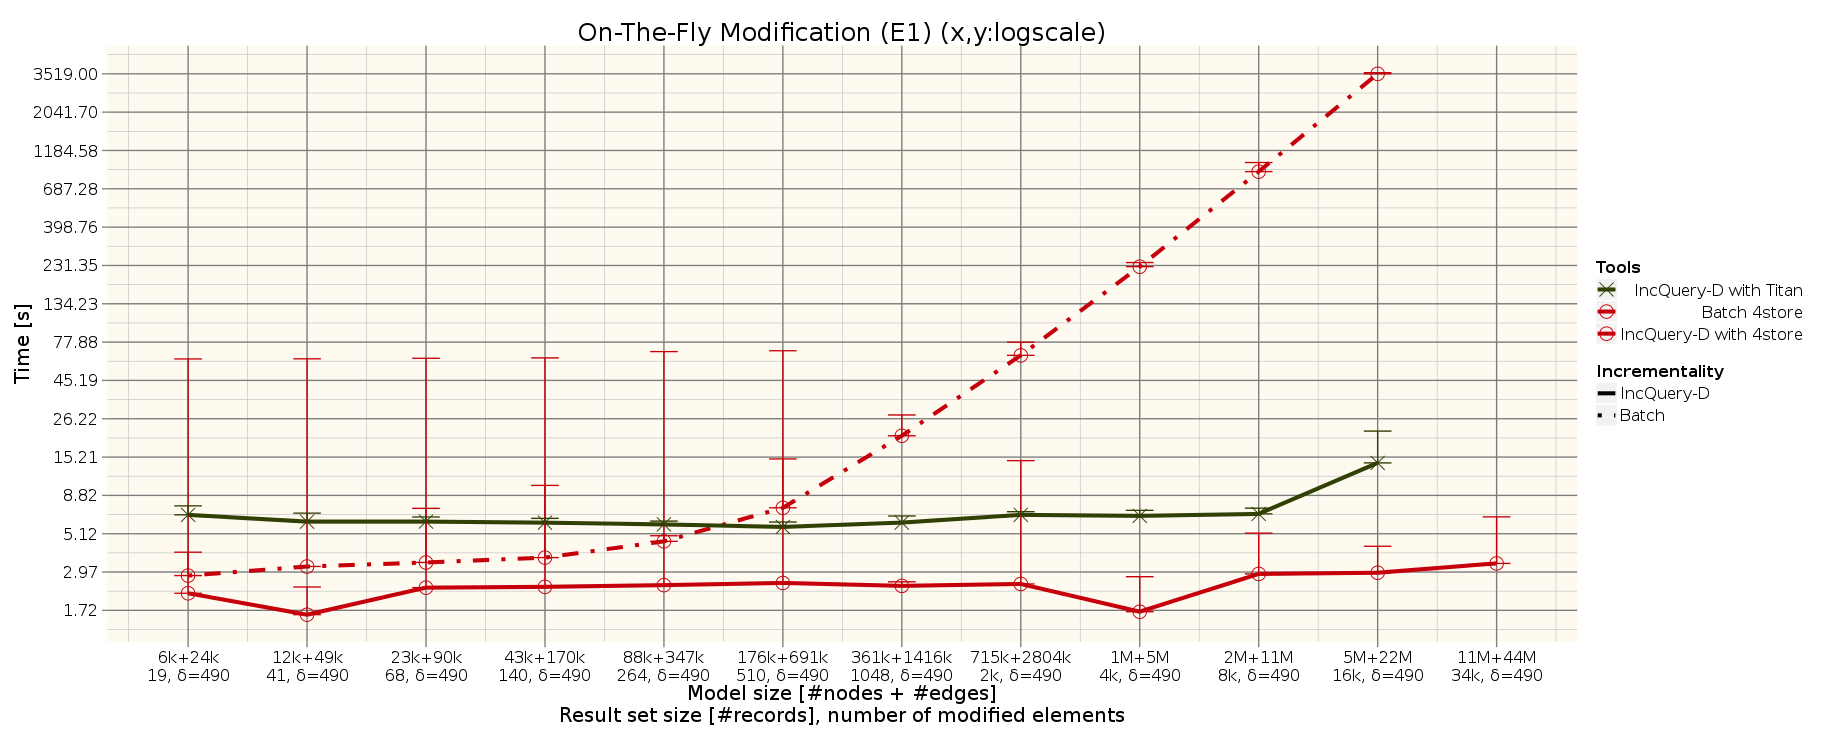 On-The-Fly Modification (E1) (x,y:logscale)
Time [s]
3519.00
2041.70
1184.58
687.28
398.76
231.35
134.23
77.88
45.19
26.22
15.21
8.82
5.12
2.97
1.72
6k+24k 12k+49k 23k+90k 43k+170k 88k+347k 176k+691k 361k+1416k 715k+2804k 1M+5M 2M+11M 5M+22M 11M+44M
19, δ=490 41, δ=490 68, δ=490 140, δ=490 264, δ=490 510, δ=490 1048, δ=490 2k, δ=490 4k, δ=490 8k, δ=490 16k, δ=490 34k, δ=490
Model size [#nodes + #edges]
Result set size [#records], number of modified elements
Tools
IncQuery-D with Titan
Batch 4store
IncQuery-D with 4store
Incrementality
IncQuery-D
Batch